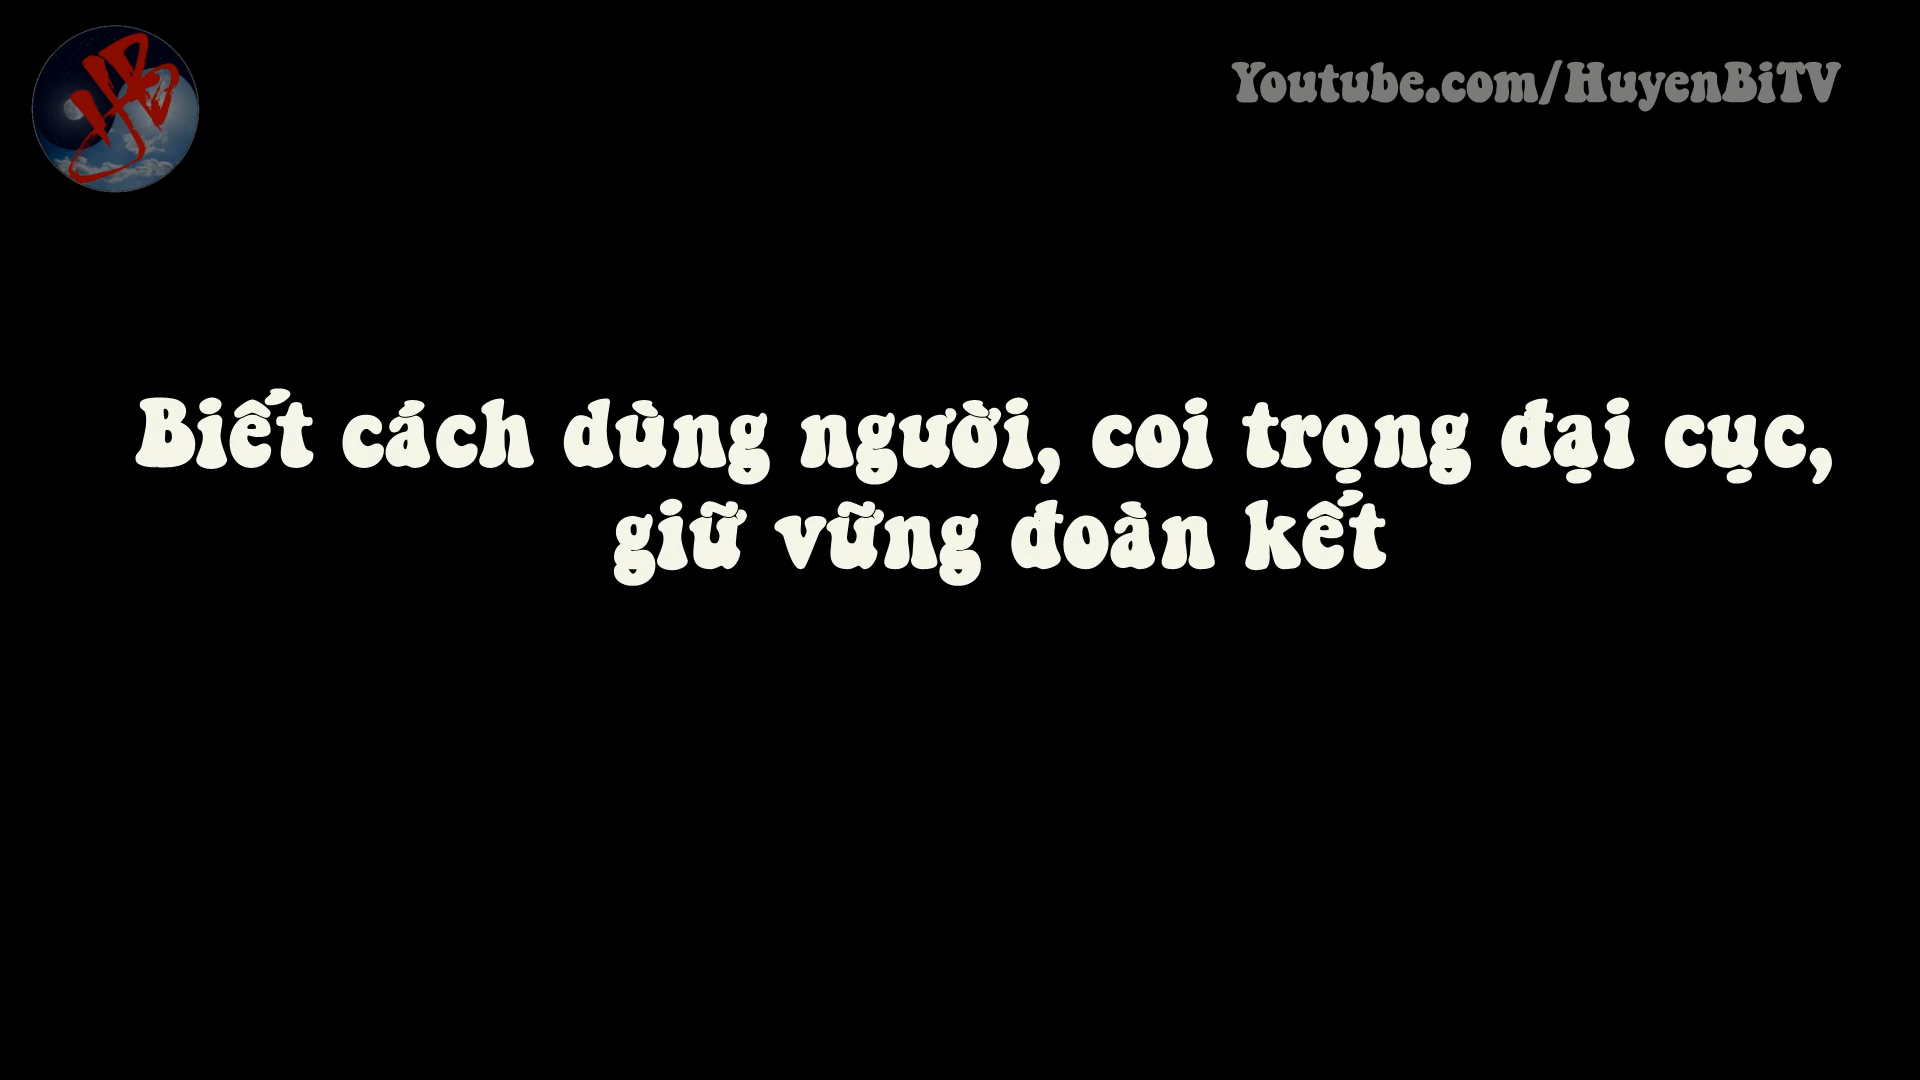 Youtube.com/HuyenBiTV
Biết cách dùng người, coi trọng đại cục,
giữ vững đoàn kết